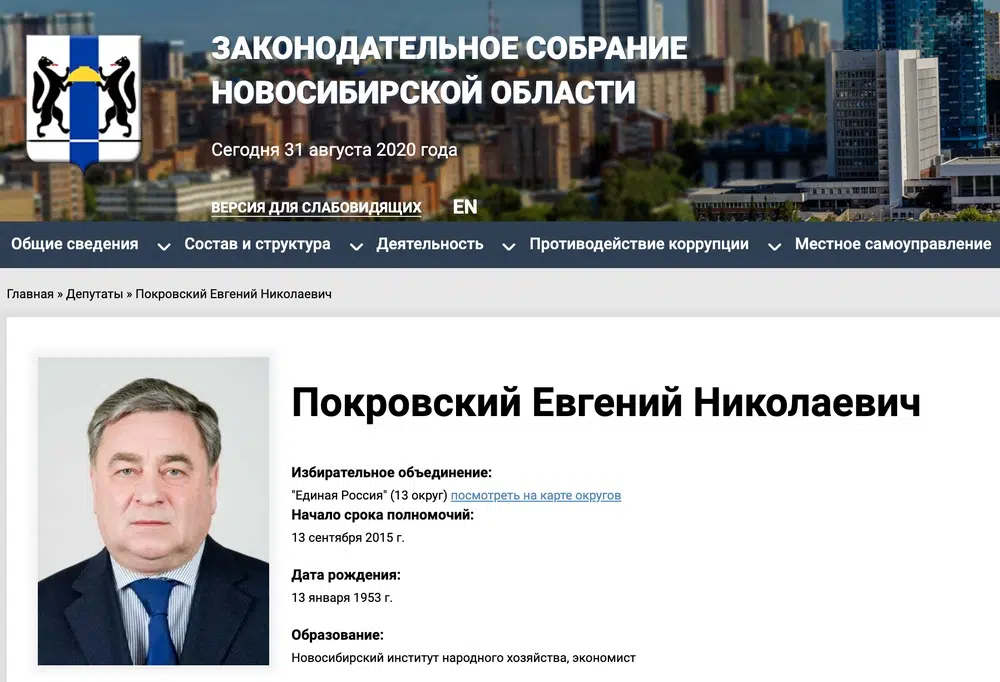 ЗАКОНОДАТЕЛЬНОЕ СОБРАНИЕ
НОВОСИБИРСКОЙ ОБЛАСТИ
Сегодня 31 августа 2020 года
ВЕРСИЯ ДЛЯ СЛАБОВИДЯЩИХ EN
Общие сведения Состав и структура Деятельность Противодействие коррупции Местное самоуправление
Главная » Депутаты » Покровский Евгений Николаевич
Покровский Евгений Николаевич
Избирательное объединение:
"Единая Россия" (13 округ) посмотреть на карте округов
Начало срока полномочий:
13 сентября 2015 г.
Дата рождения:
13 января 1953 г.
Образование:
Новосибирский институт народного хозяйства, экономист